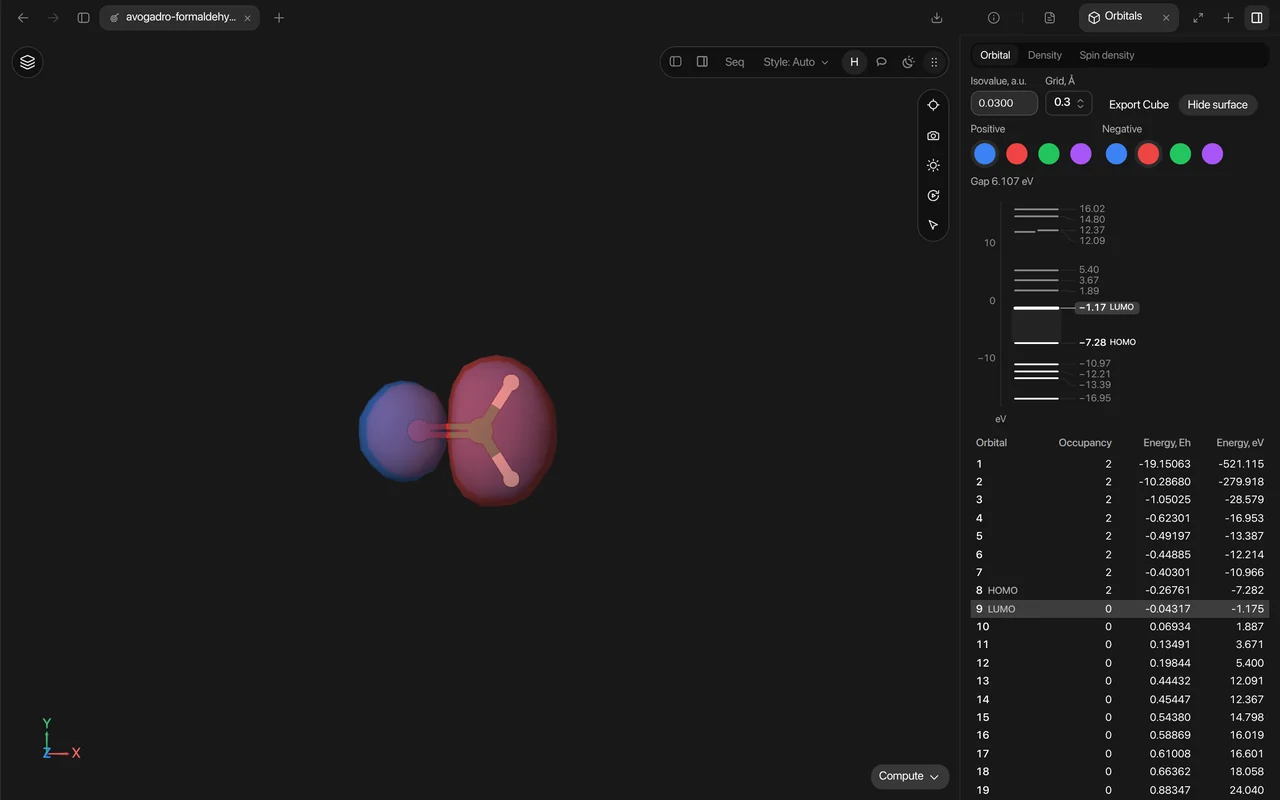 avogadro-formaldehy...
Orbitals
Seq
Style: Auto
H
Orbital Density Spin density
Isovalue, a.u. Grid, Å
0.0300 0.3 Export Cube Hide surface
Positive Negative
Gap 6.107 eV
16.02
14.80
12.37
10
12.09
5.40
3.67
1.89
0
−1.17 LUMO
−7.28 HOMO
−10
−10.97
−12.21
−13.39
−16.95
eV
Orbital Occupancy Energy, Eh Energy, eV
1 2 -19.15063 -521.115
2 2 -10.28680 -279.918
3 2 -1.05025 -28.579
4 2 -0.62301 -16.953
5 2 -0.49197 -13.387
6 2 -0.44885 -12.214
7 2 -0.40301 -10.966
8 HOMO 2 -0.26761 -7.282
9 LUMO 0 -0.04317 -1.175
10 0 0.06934 1.887
11 0 0.13491 3.671
12 0 0.19844 5.400
13 0 0.44432 12.091
14 0 0.45447 12.367
15 0 0.54380 14.798
16 0 0.58869 16.019
17 0 0.61008 16.601
18 0 0.66362 18.058
19 0 0.88347 24.040
Y
Z X
Compute